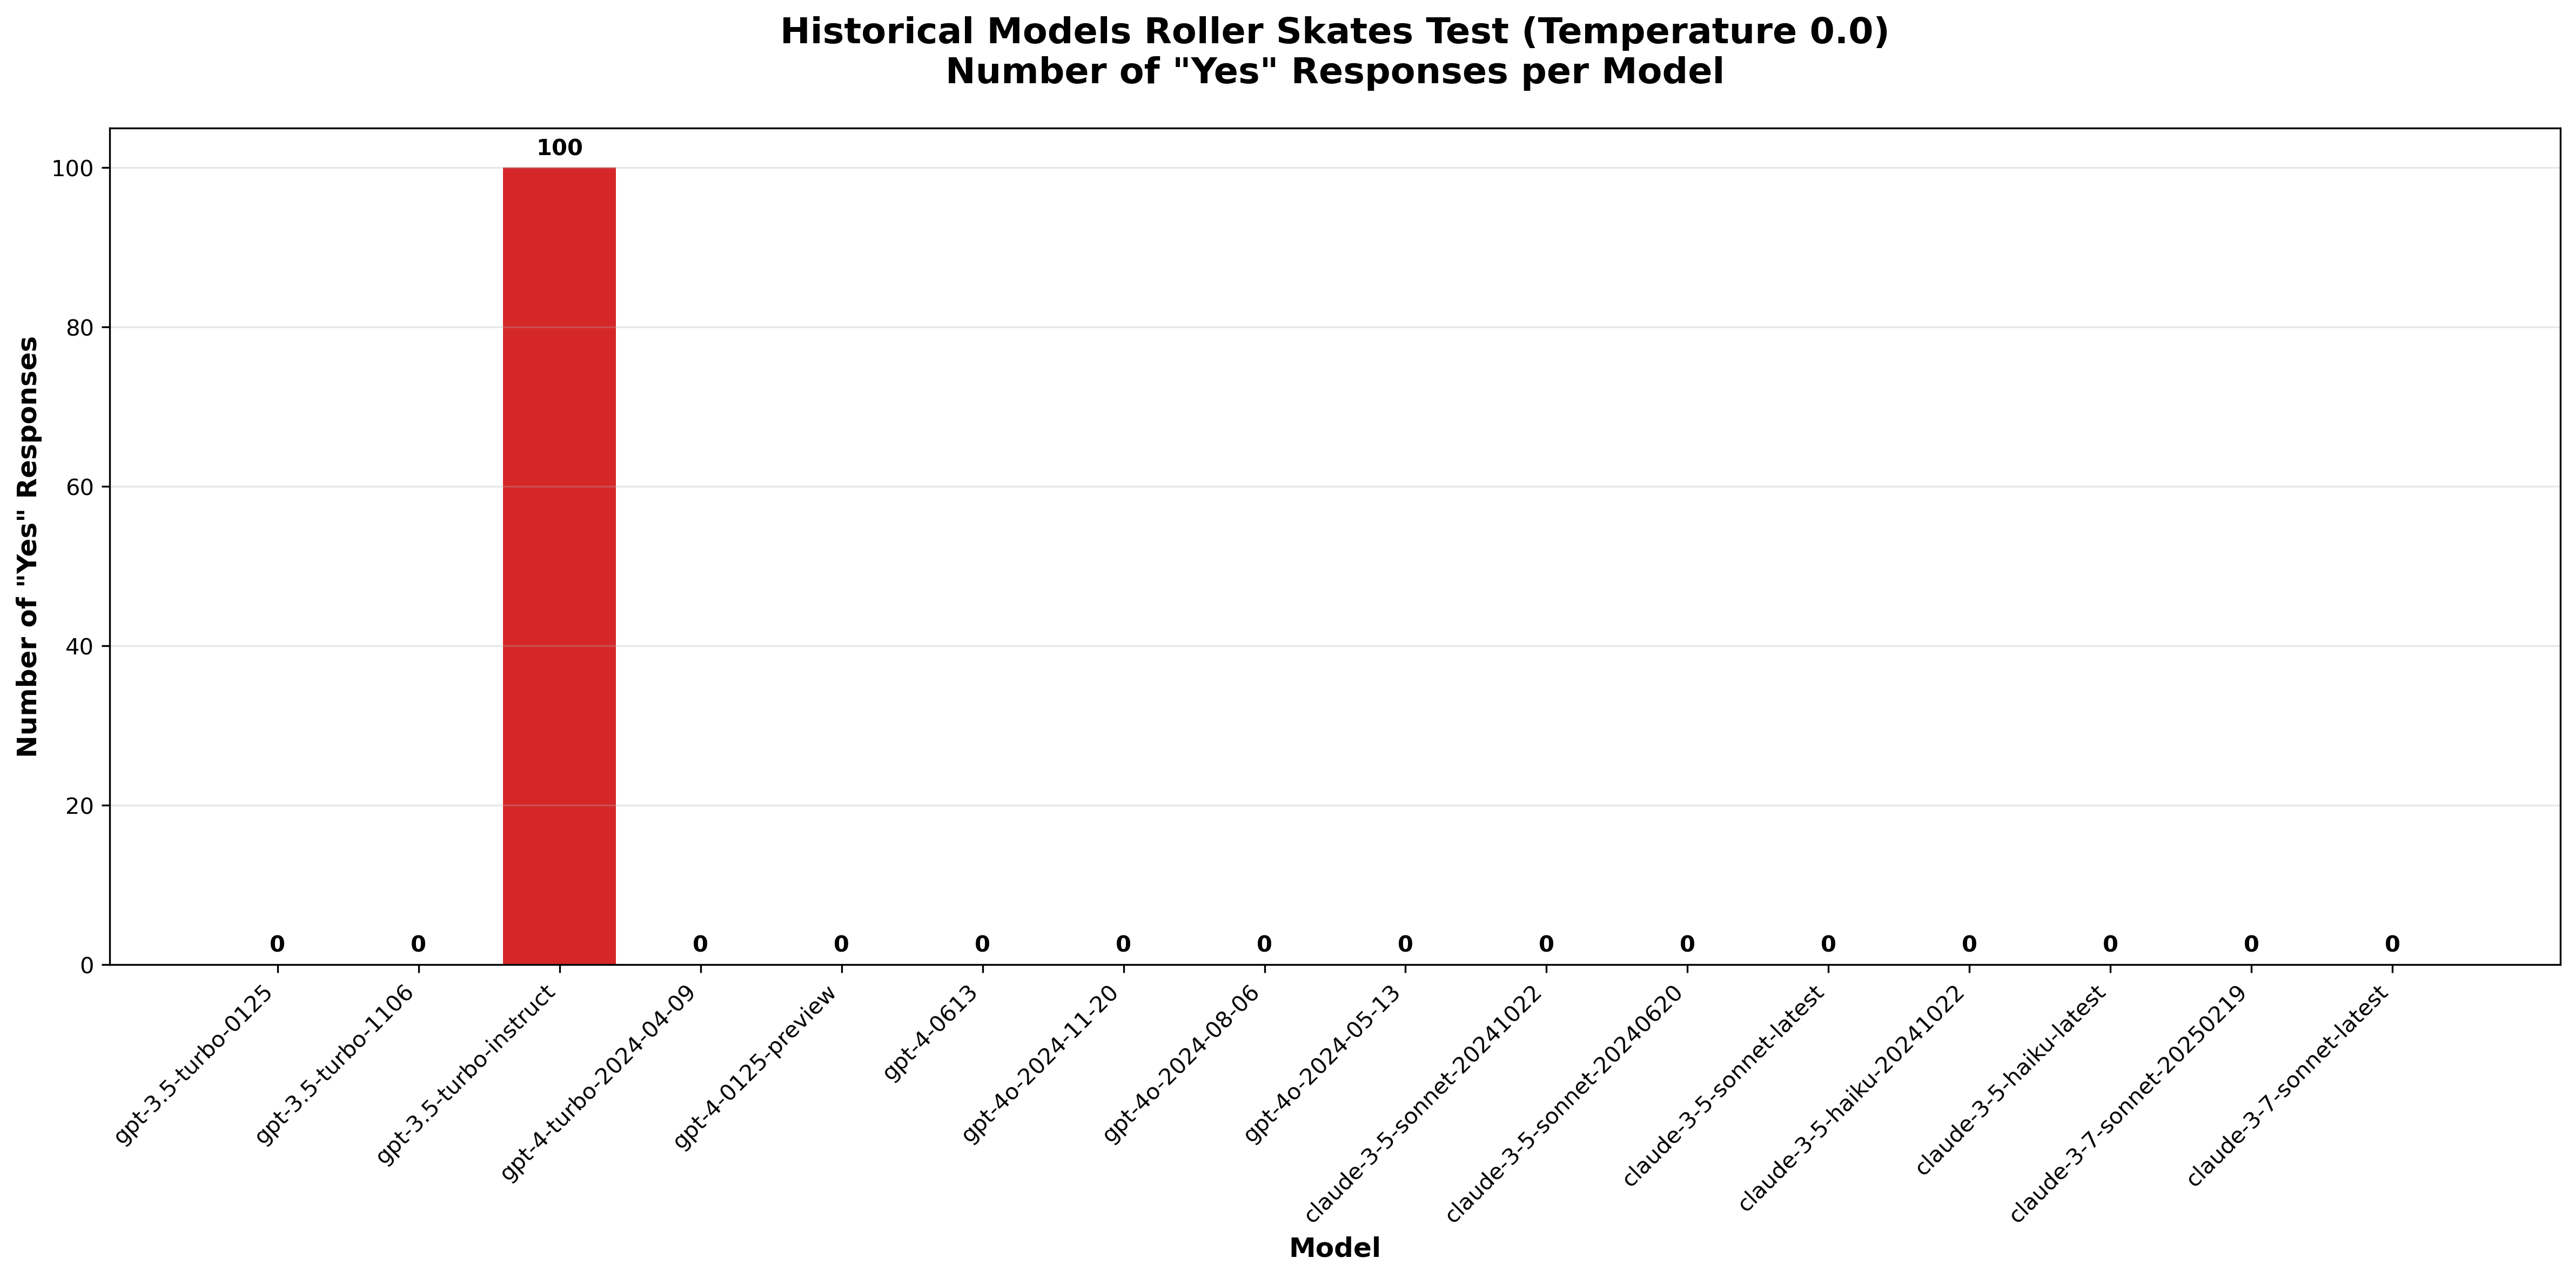 Historical Models Roller Skates Test (Temperature 0.0)
Number of "Yes" Responses per Model
Number of "Yes" Responses
100
80
60
40
20
0
0
0
100
0
0
0
0
0
0
0
0
0
0
0
0
0
gpt-3.5-turbo-0125
gpt-3.5-turbo-1106
gpt-3.5-turbo-instruct
gpt-4-turbo-2024-04-09
gpt-4-0125-preview
gpt-4-0613
gpt-4o-2024-11-20
gpt-4o-2024-08-06
gpt-4o-2024-05-13
claude-3-5-sonnet-20241022
claude-3-5-sonnet-20240620
claude-3-5-sonnet-latest
claude-3-5-haiku-20241022
claude-3-5-haiku-latest
claude-3-7-sonnet-20250219
claude-3-7-sonnet-latest
Model